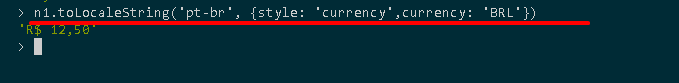 > n1.toLocaleString('pt-br', {style: 'currency',currency: 'BRL'})
'R$ 12,50'
>